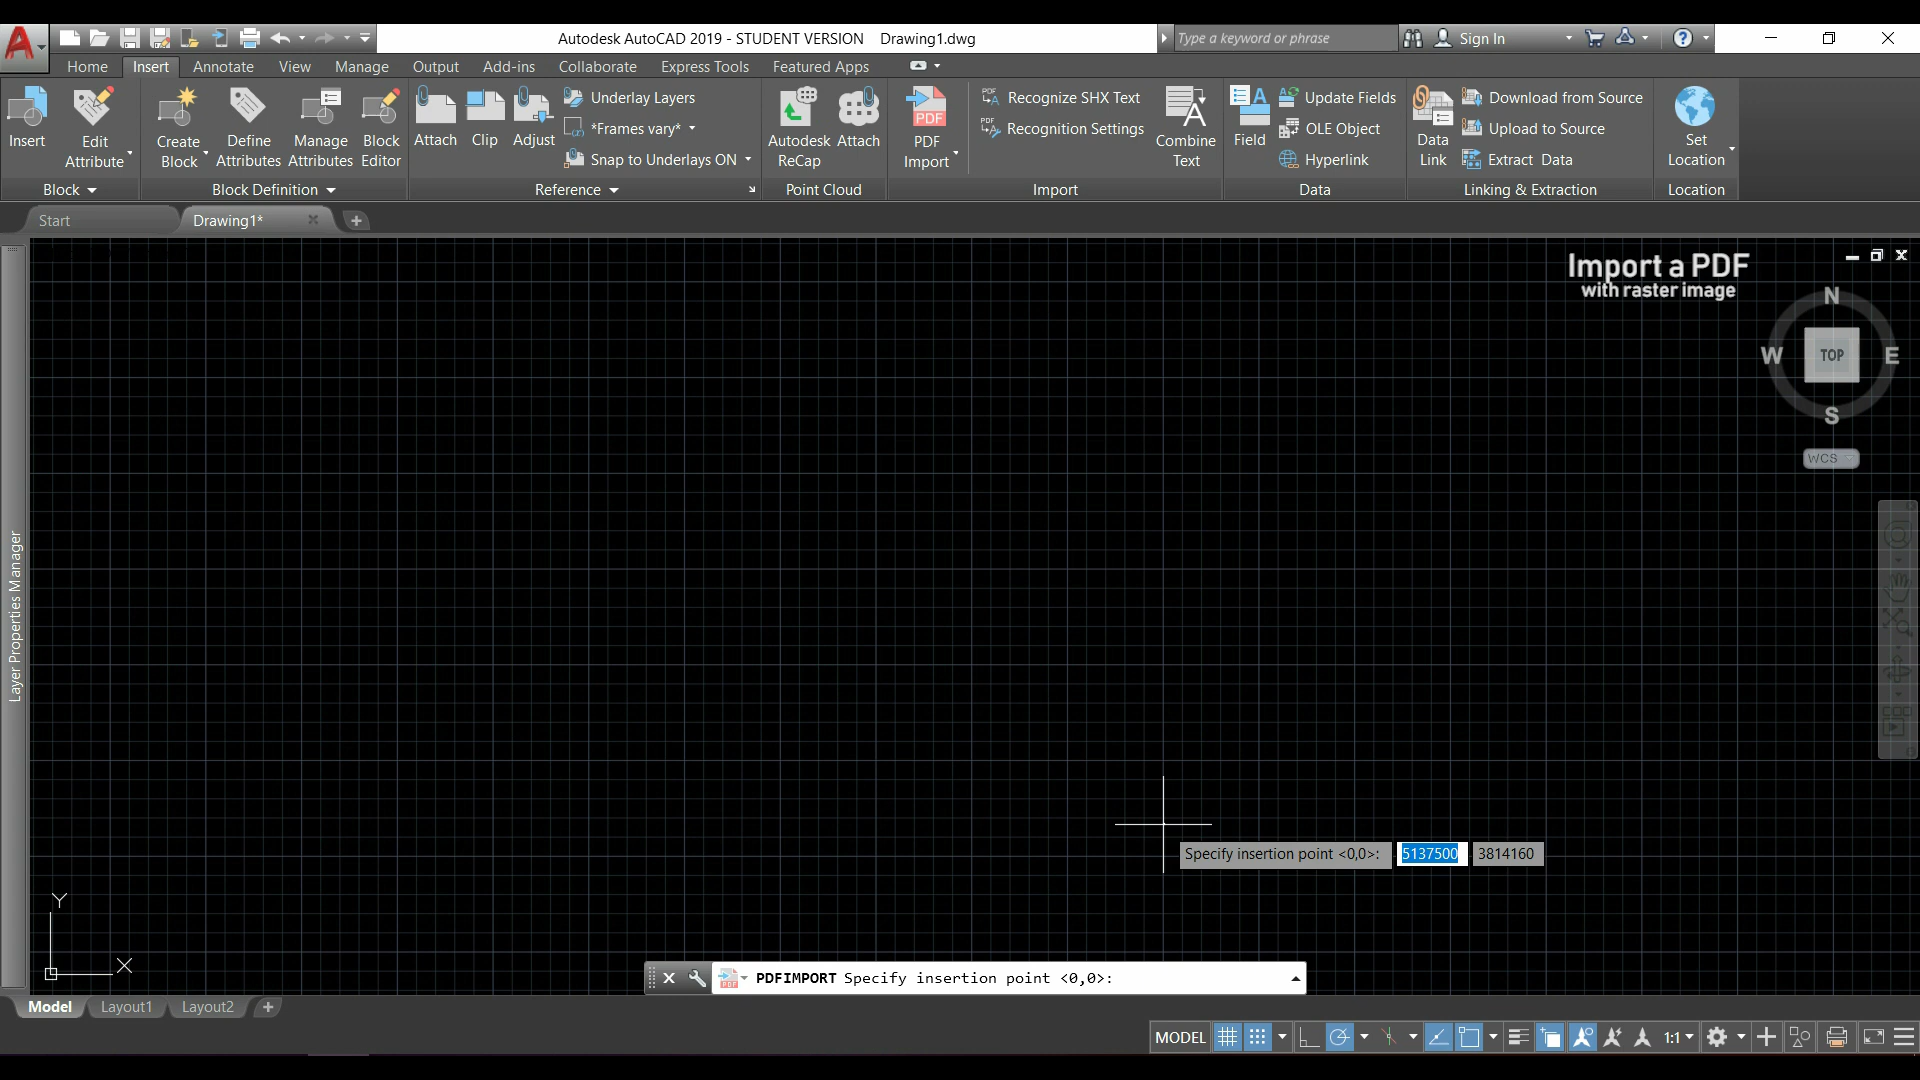 Autodesk AutoCAD 2019 - STUDENT VERSION Drawing1.dwg
Type a keyword or phrase
Sign In
Home Insert Annotate View Manage Output Add-ins Collaborate Express Tools Featured Apps
Insert
Edit
Attribute
Block
Create
Block
Define
Attributes
Manage
Attributes
Block
Editor
Block Definition
Attach
Clip
Adjust
Underlay Layers
*Frames vary*
Snap to Underlays ON
Reference
Autodesk
ReCap
Attach
Point Cloud
PDF
PDF
Import
PDF Recognize SHX Text
PDF Recognition Settings
Combine
Text
Import
Field
Update Fields
OLE Object
Hyperlink
Data
Data
Link
Download from Source
Upload to Source
Extract Data
Linking & Extraction
Set
Location
Location
Start Drawing1*
Import a PDF
with raster image
N
W TOP E
S
WCS
Layer Properties Manager
Specify insertion point <0,0>: 5137500 3814160
Y
X
PDFIMPORT Specify insertion point <0,0>:
Model Layout1 Layout2
MODEL 1:1